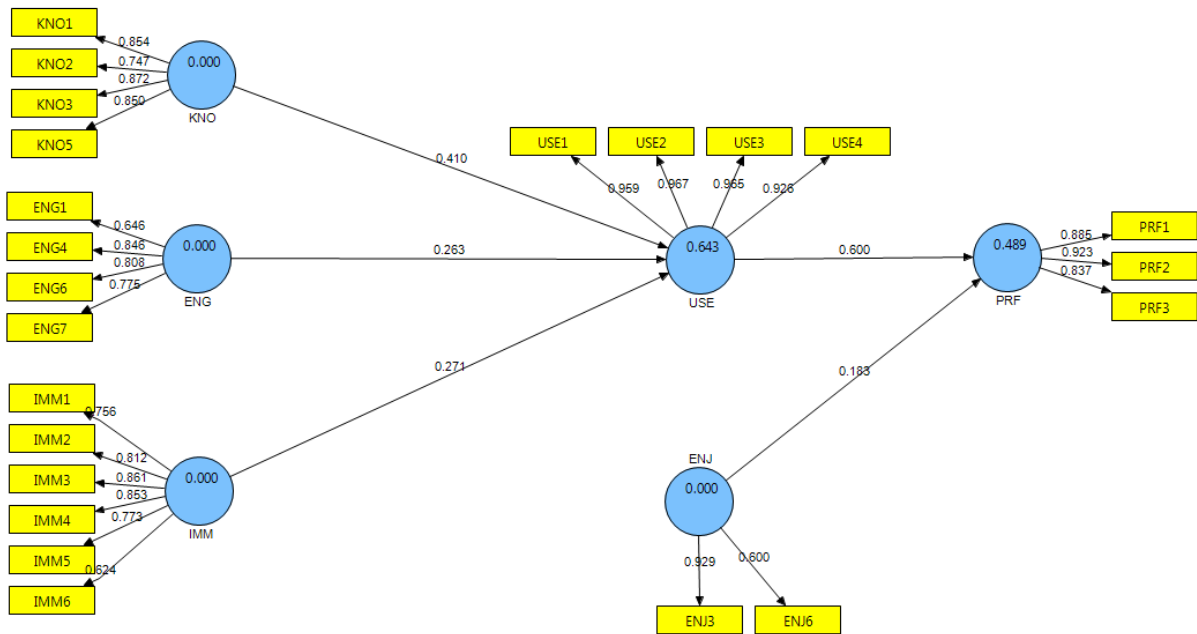 KNO1
KNO2
KNO3
KNO5
0.854
0.747
0.872
0.850
0.000
KNO
0.410
ENG1
ENG4
ENG6
ENG7
0.646
0.846
0.808
0.775
0.000
ENG
0.263
IMM1
IMM2
IMM3
IMM4
IMM5
IMM6
0.756
0.812
0.861
0.853
0.773
0.624
0.000
IMM
0.271
USE1
USE2
USE3
USE4
0.959
0.967
0.965
0.926
0.643
USE
0.600
0.489
PRF
0.885
0.923
0.837
PRF1
PRF2
PRF3
0.183
ENJ
0.000
0.929
0.600
ENJ3
ENJ6